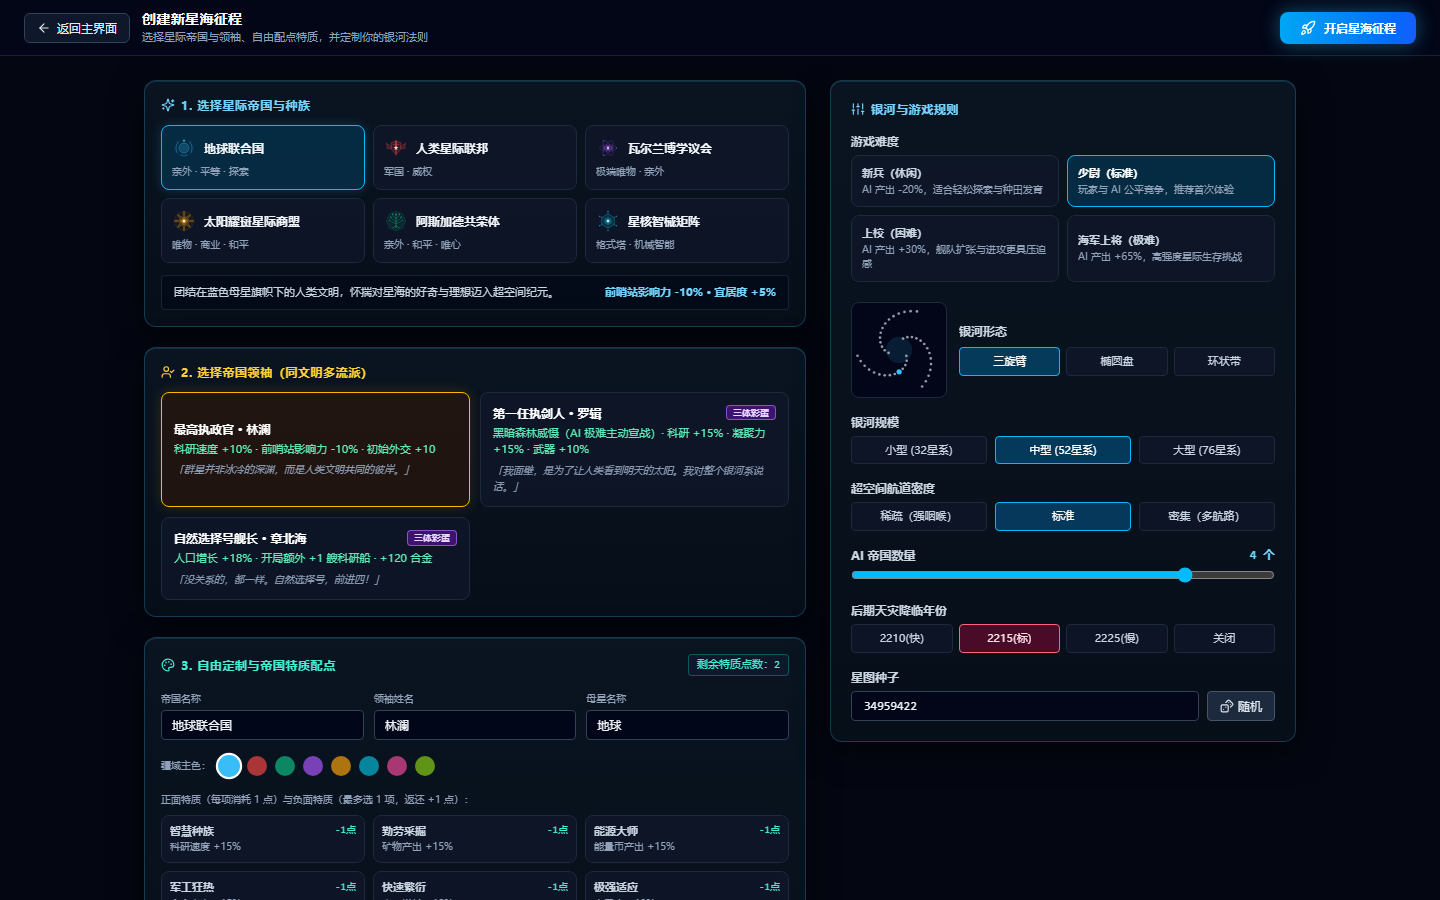 返回主界面
创建新星海征程
选择星际帝国与领袖、自由配点特质，并定制你的银河法则
开启星海征程
1. 选择星际帝国与种族
地球联合国
亲外 · 平等 · 探索
人类星际联邦
军国 · 威权
瓦尔兰博学议会
极端唯物 · 亲外
太阳耀斑星际商盟
唯物 · 商业 · 和平
阿斯加德共荣体
亲外 · 和平 · 唯心
星核智械矩阵
格式塔 · 机械智能
团结在蓝色母星旗帜下的人类文明，怀揣对星海的好奇与理想迈入超空间纪元。
前哨站影响力 -10% • 宜居度 +5%
2. 选择帝国领袖（同文明多流派）
最高执政官 • 林澜
科研速度 +10% · 前哨站影响力 -10% · 初始外交 +10
「群星并非冰冷的深渊，而是人类文明共同的彼岸。」
第一任执剑人 • 罗辑
三体彩蛋
黑暗森林威慑（AI 极难主动宣战）· 科研 +15% · 凝聚力
+15% · 武器 +10%
「我面壁，是为了让人类看到明天的太阳。我对整个银河系说
话。」
自然选择号舰长 • 章北海
三体彩蛋
人口增长 +18% · 开局额外 +1 艘科研船 · +120 合金
「没关系的，都一样。自然选择号，前进四！」
3. 自由定制与帝国特质配点
剩余特质点数：2
帝国名称
领袖姓名
母星名称
地球联合国
林澜
地球
疆域主色：
正面特质（每项消耗 1 点）与负面特质（最多选 1 项，返还 +1 点）：
智慧种族
-1点
科研速度 +15%
勤劳采掘
-1点
矿物产出 +15%
能源大师
-1点
能量币产出 +15%
军工狂热
-1点
快速繁衍
-1点
极强适应
-1点
银河与游戏规则
游戏难度
新兵（休闲）
AI 产出 -20%，适合轻松探索与种田发育
少尉（标准）
玩家与 AI 公平竞争，推荐首次体验
上校（困难）
AI 产出 +30%，舰队扩张与进攻更具压迫
感
海军上将（极难）
AI 产出 +65%，高强度星际生存挑战
银河形态
三旋臂
椭圆盘
环状带
银河规模
小型 (32星系)
中型 (52星系)
大型 (76星系)
超空间航道密度
稀疏（强咽喉）
标准
密集（多航路）
AI 帝国数量
4 个
后期天灾降临年份
2210(快)
2215(标)
2225(慢)
关闭
星图种子
34959422
随机